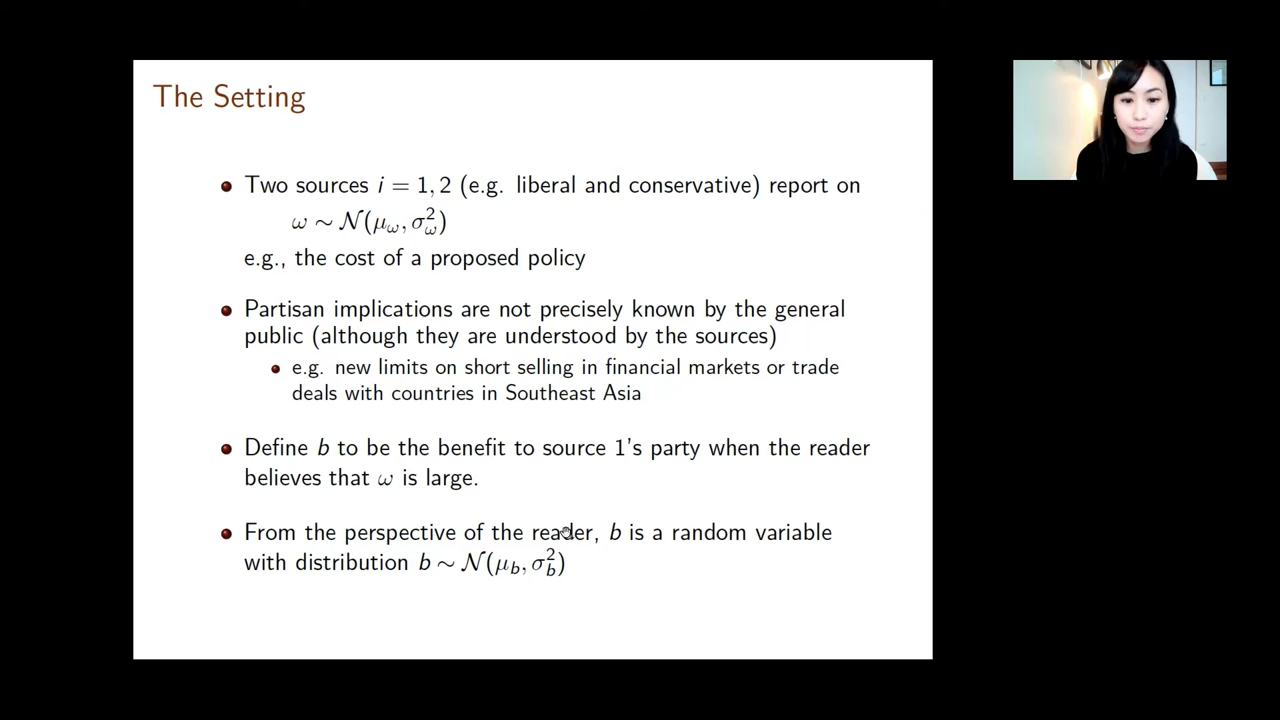 The Setting
Two sources i = 1, 2 (e.g. liberal and conservative) report on
ω ∼ 𝒩(μ_ω, σ_ω^2)
e.g., the cost of a proposed policy
Partisan implications are not precisely known by the general
public (although they are understood by the sources)
e.g. new limits on short selling in financial markets or trade
deals with countries in Southeast Asia
Define b to be the benefit to source 1's party when the reader
believes that ω is large.
From the perspective of the reader, b is a random variable
with distribution b ∼ 𝒩(μ_b, σ_b^2)